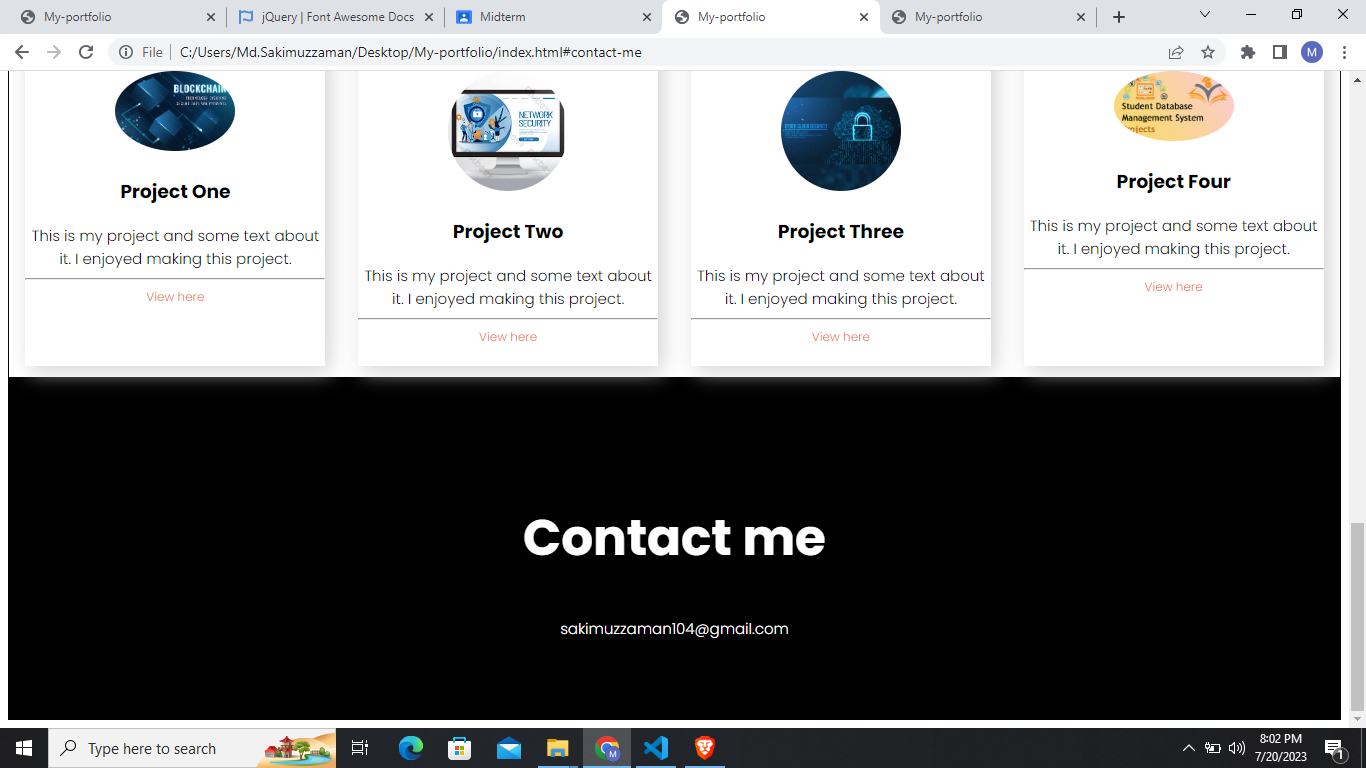 My-portfolio
jQuery | Font Awesome Docs
Midterm
My-portfolio
My-portfolio
File
C:/Users/Md.Sakimuzzaman/Desktop/My-portfolio/index.html#contact-me
M
BLOCKCHAIN
NETWORK
SECURITY
Student Database
Management System
Projects
Project One
This is my project and some text about
it. I enjoyed making this project.
View here
Project Two
This is my project and some text about
it. I enjoyed making this project.
View here
Project Three
This is my project and some text about
it. I enjoyed making this project.
View here
Project Four
This is my project and some text about
it. I enjoyed making this project.
View here
Contact me
sakimuzzaman104@gmail.com
Type here to search
M
8:02 PM
7/20/2023
1